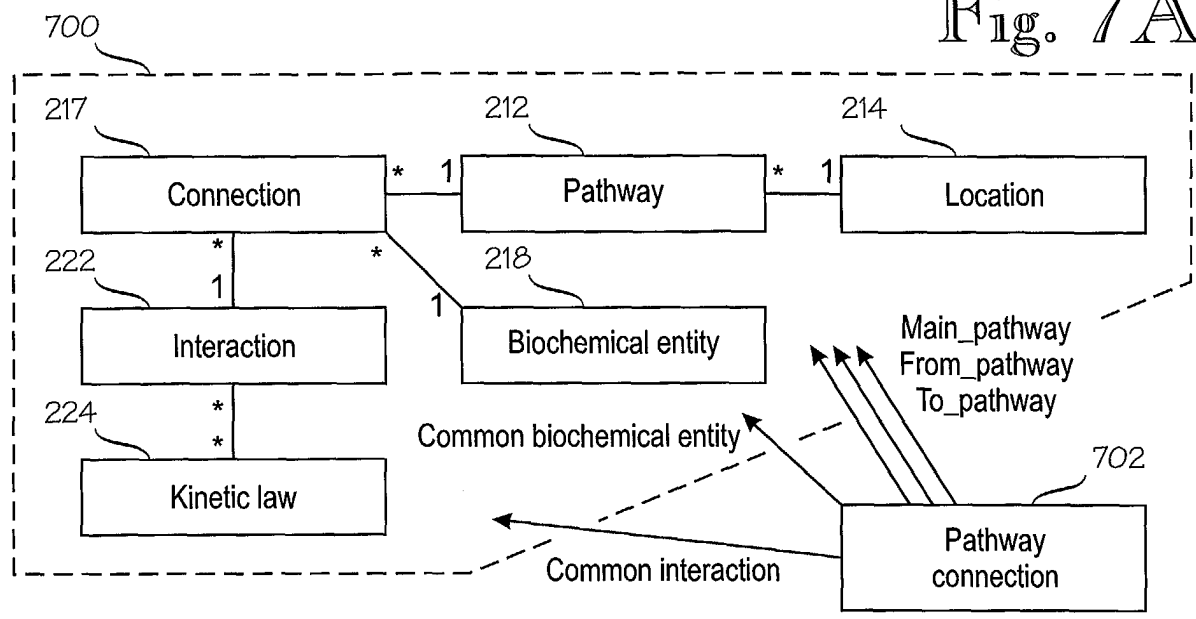 Fig. 7A
700
217
212
214
Connection
* 1
Pathway
* 1
Location
*
*
222
1
218
1
Interaction
Biochemical entity
Main_pathway
From_pathway
To_pathway
*
*
224
Common biochemical entity
702
Kinetic law
Common interaction
Pathway
connection